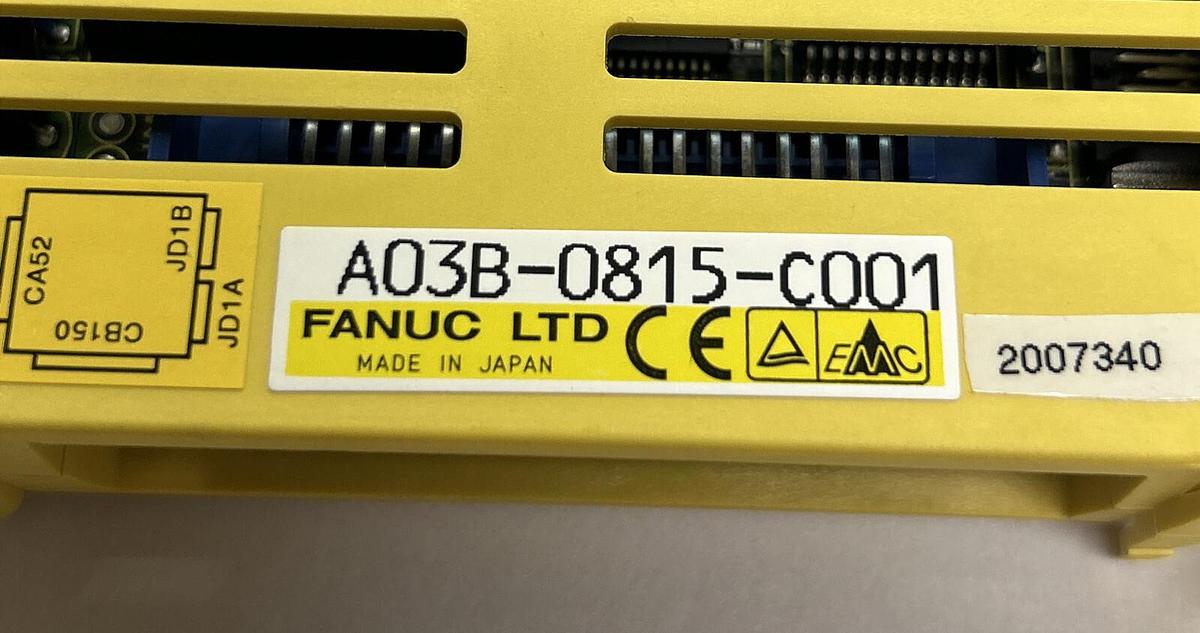 CA52
JD1B
JD1A
CB150
A03B-0815-C001
FANUC LTD CE EMC
MADE IN JAPAN
2007340